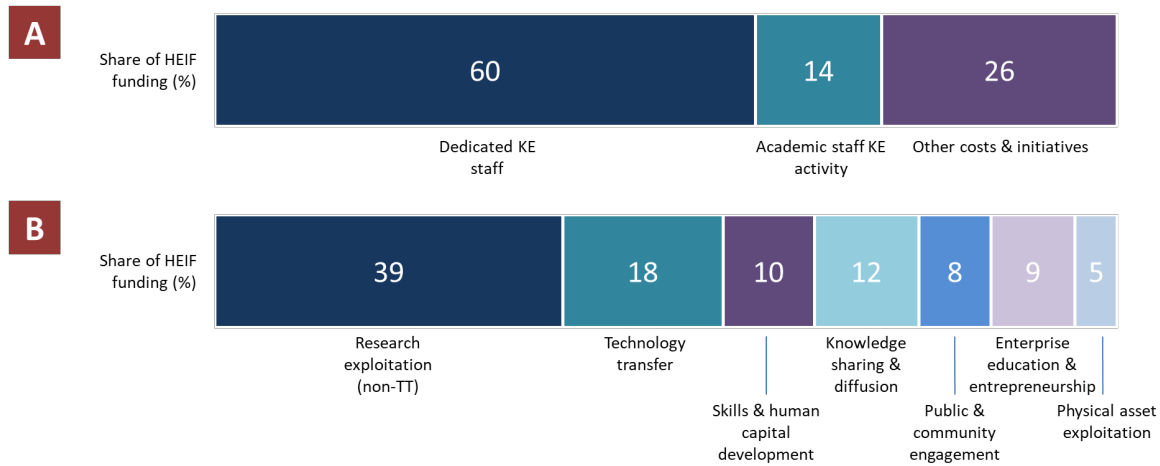 A
Share of HEIF
funding (%)
60
14
26
Dedicated KE
staff
Academic staff KE
activity
Other costs & initiatives
B
Share of HEIF
funding (%)
39
18
10
12
8
9
5
Research
exploitation
(non-TT)
Technology
transfer
Skills & human
capital
development
Knowledge
sharing &
diffusion
Public &
community
engagement
Enterprise
education &
entrepreneurship
Physical asset
exploitation